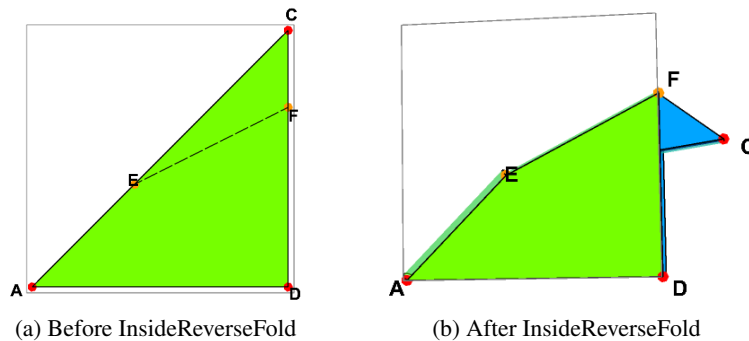 C
F
E
A
D
(a) Before InsideReverseFold
F
C
E
A
D
(b) After InsideReverseFold